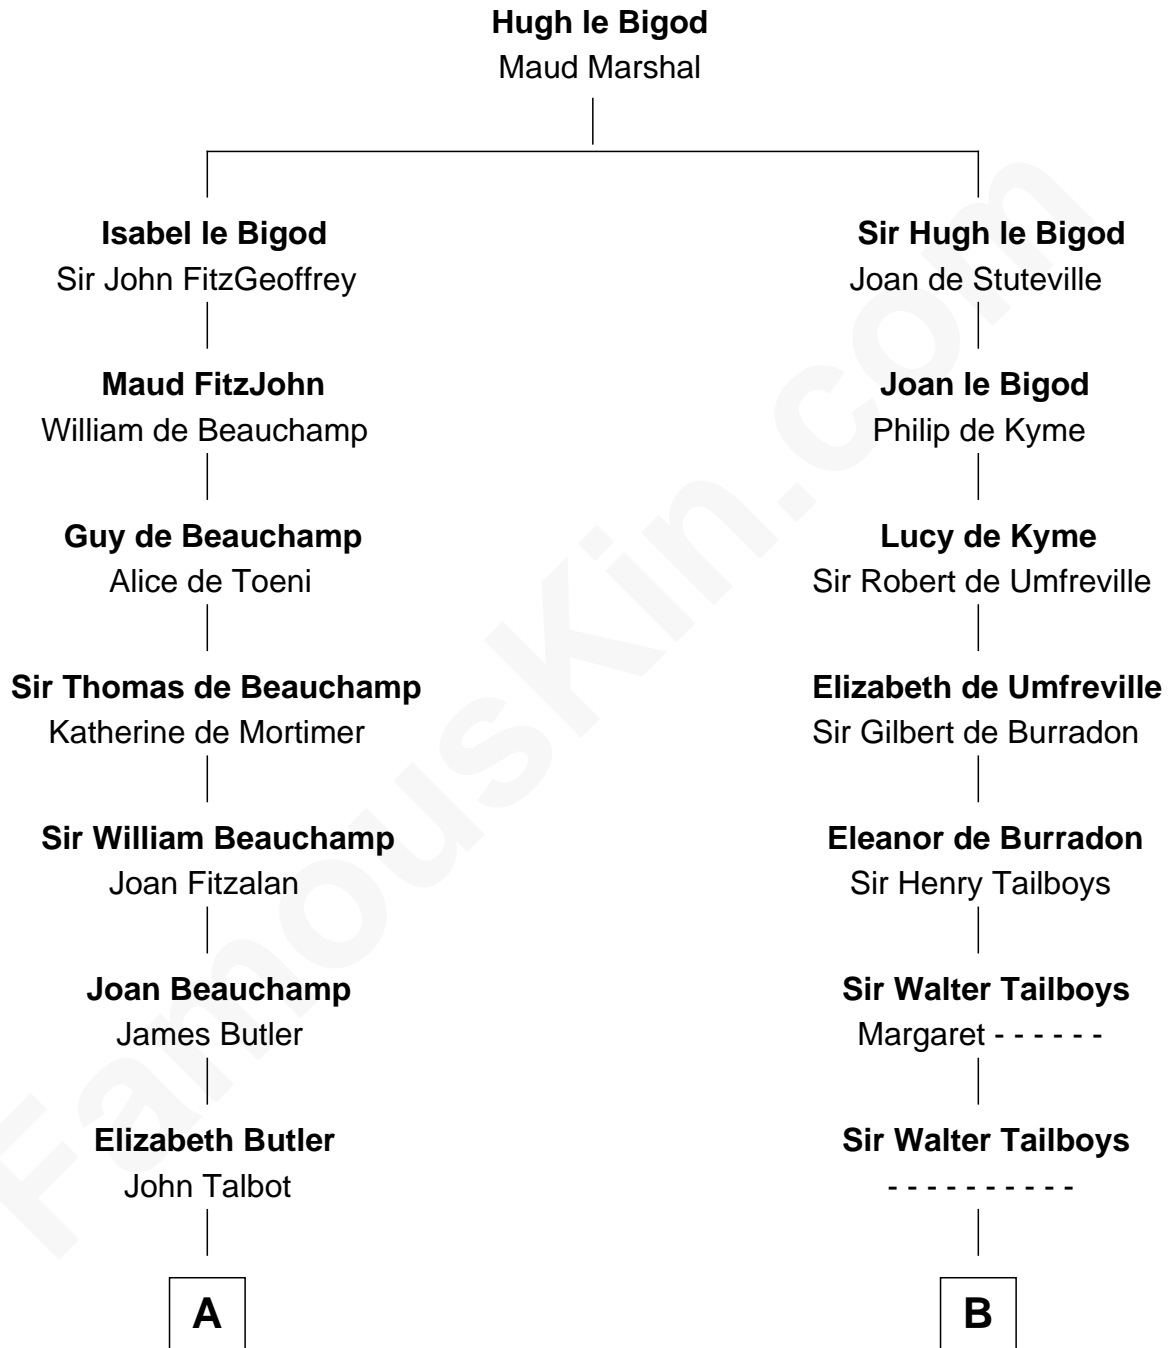 Hugh le Bigod
Maud Marshal
Isabel le Bigod
Sir John FitzGeoffrey
Maud FitzJohn
William de Beauchamp
Guy de Beauchamp
Alice de Toeni
Sir Thomas de Beauchamp
Katherine de Mortimer
Sir William Beauchamp
Joan Fitzalan
Joan Beauchamp
James Butler
Elizabeth Butler
John Talbot
A
Sir Hugh le Bigod
Joan de Stuteville
Joan le Bigod
Philip de Kyme
Lucy de Kyme
Sir Robert de Umfreville
Elizabeth de Umfreville
Sir Gilbert de Burradon
Eleanor de Burradon
Sir Henry Tailboys
Sir Walter Tailboys
Margaret - - - - - -
Sir Walter Tailboys
- - - - - - - - - -
B
FamousKin.com